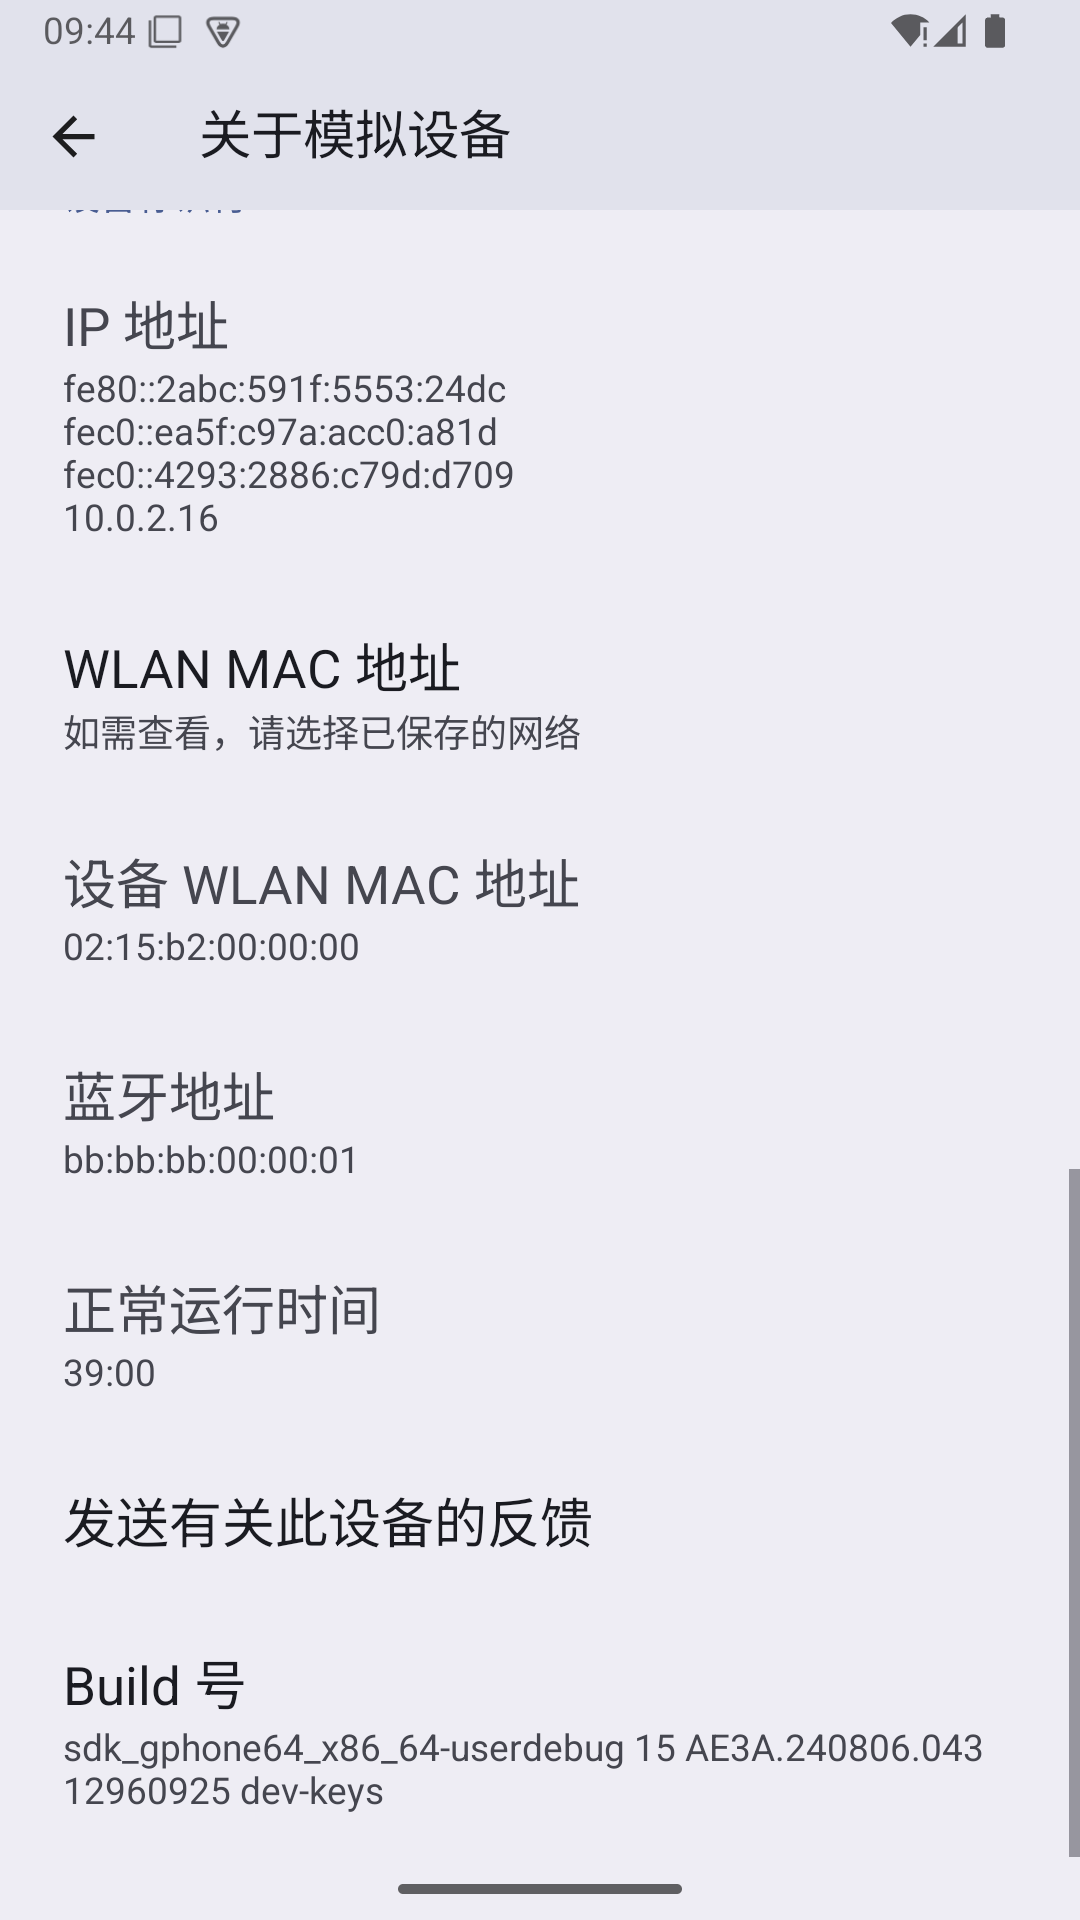 09:44
关于模拟设备
IP 地址
fe80::2abc:591f:5553:24dc
fec0::ea5f:c97a:acc0:a81d
fec0::4293:2886:c79d:d709
10.0.2.16
WLAN MAC 地址
如需查看，请选择已保存的网络
设备 WLAN MAC 地址
02:15:b2:00:00:00
蓝牙地址
bb:bb:bb:00:00:01
正常运行时间
39:00
发送有关此设备的反馈
Build 号
sdk_gphone64_x86_64-userdebug 15 AE3A.240806.043
12960925 dev-keys